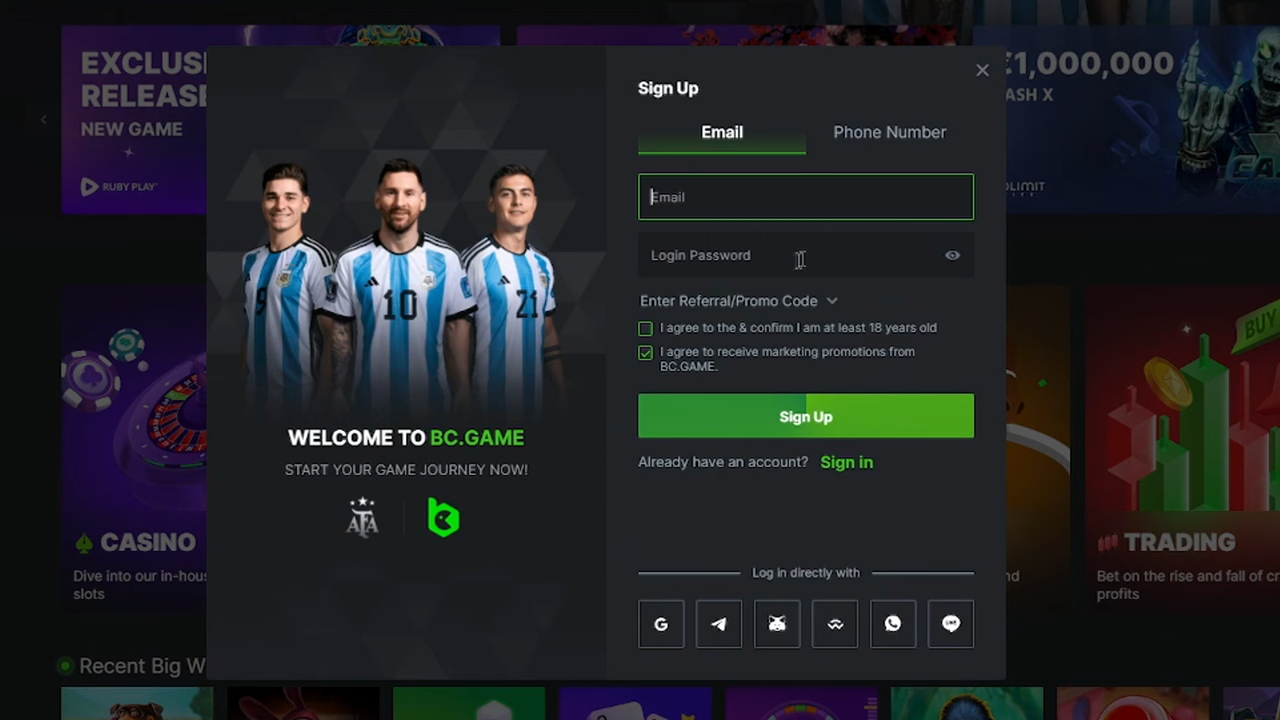 EXCLUSI
RELEASE
NEW GAME
RUBY PLAY
£1,000,000
ASH X
Sign Up
Email
Phone Number
Email
Login Password
Enter Referral/Promo Code
I agree to the & confirm I am at least 18 years old
I agree to receive marketing promotions from
BC.GAME.
Sign Up
Already have an account? Sign in
Log in directly with
G
LINE
9
10
21
WELCOME TO BC.GAME
START YOUR GAME JOURNEY NOW!
AFA
CASINO
Dive into our in-hous
slots
BUY
TRADING
Bet on the rise and fall of cr
profits
Recent Big W